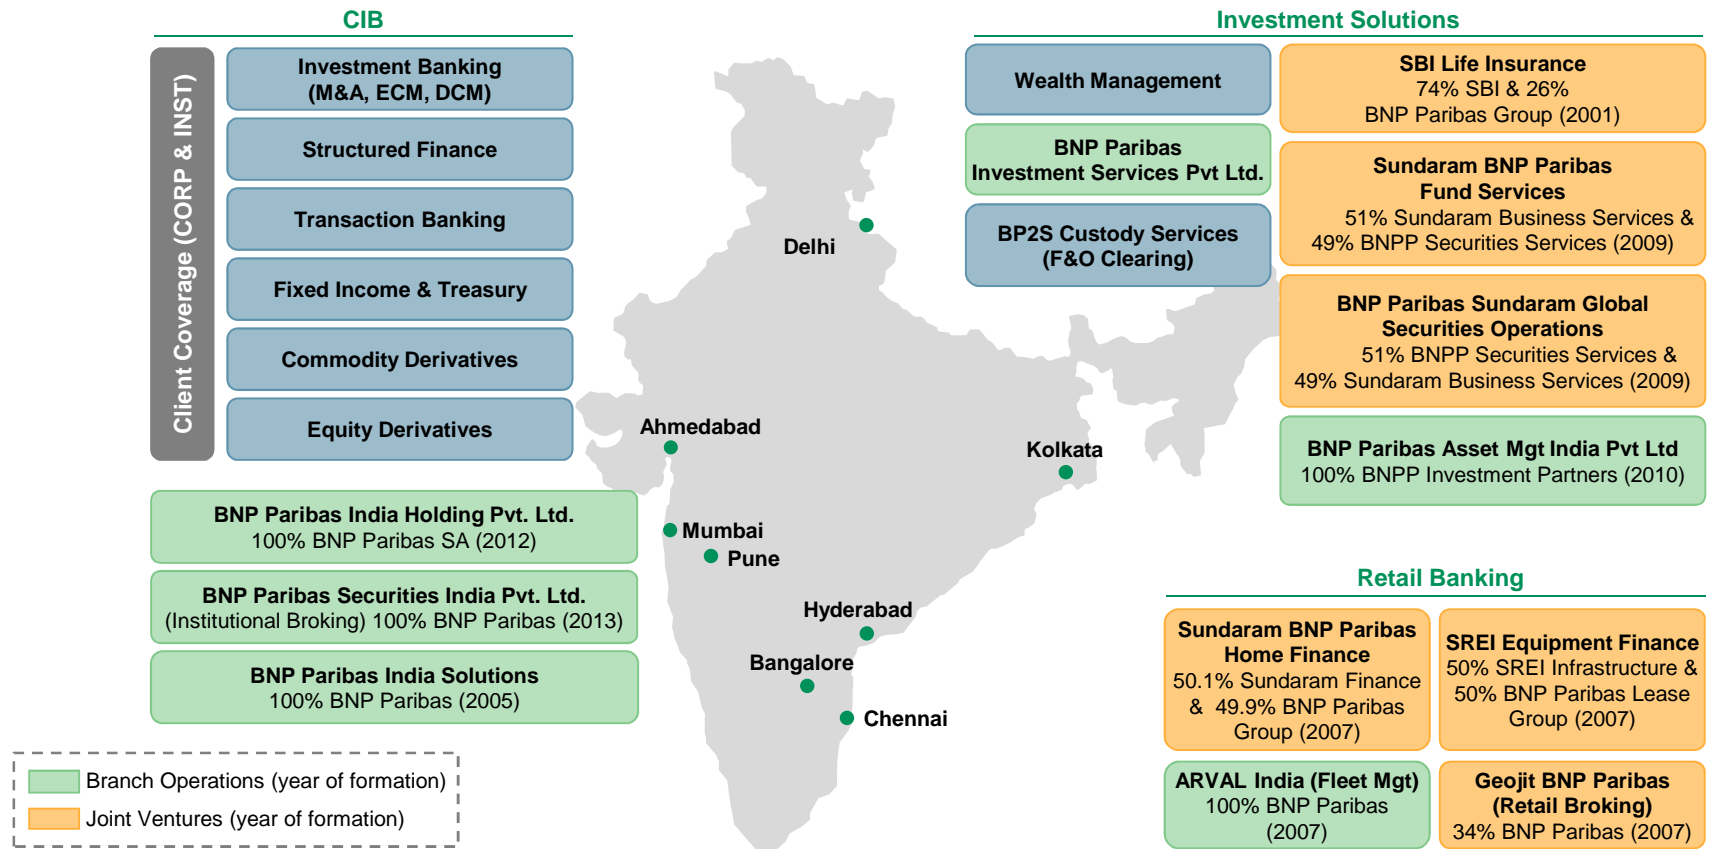 CIB
Client Coverage (CORP & INST)
Investment Banking
(M&A, ECM, DCM)
Structured Finance
Transaction Banking
Fixed Income & Treasury
Commodity Derivatives
Equity Derivatives
BNP Paribas India Holding Pvt. Ltd.
100% BNP Paribas SA (2012)
BNP Paribas Securities India Pvt. Ltd.
(Institutional Broking) 100% BNP Paribas (2013)
BNP Paribas India Solutions
100% BNP Paribas (2005)
Branch Operations (year of formation)
Joint Ventures (year of formation)
Delhi
Ahmedabad
Kolkata
Mumbai
Pune
Hyderabad
Bangalore
Chennai
Investment Solutions
Wealth Management
BNP Paribas
Investment Services Pvt Ltd.
BP2S Custody Services
(F&O Clearing)
SBI Life Insurance
74% SBI & 26%
BNP Paribas Group (2001)
Sundaram BNP Paribas
Fund Services
51% Sundaram Business Services &
49% BNPP Securities Services (2009)
BNP Paribas Sundaram Global
Securities Operations
51% BNPP Securities Services &
49% Sundaram Business Services (2009)
BNP Paribas Asset Mgt India Pvt Ltd
100% BNPP Investment Partners (2010)
Retail Banking
Sundaram BNP Paribas
Home Finance
50.1% Sundaram Finance
& 49.9% BNP Paribas
Group (2007)
SREI Equipment Finance
50% SREI Infrastructure &
50% BNP Paribas Lease
Group (2007)
ARVAL India (Fleet Mgt)
100% BNP Paribas
(2007)
Geojit BNP Paribas
(Retail Broking)
34% BNP Paribas (2007)